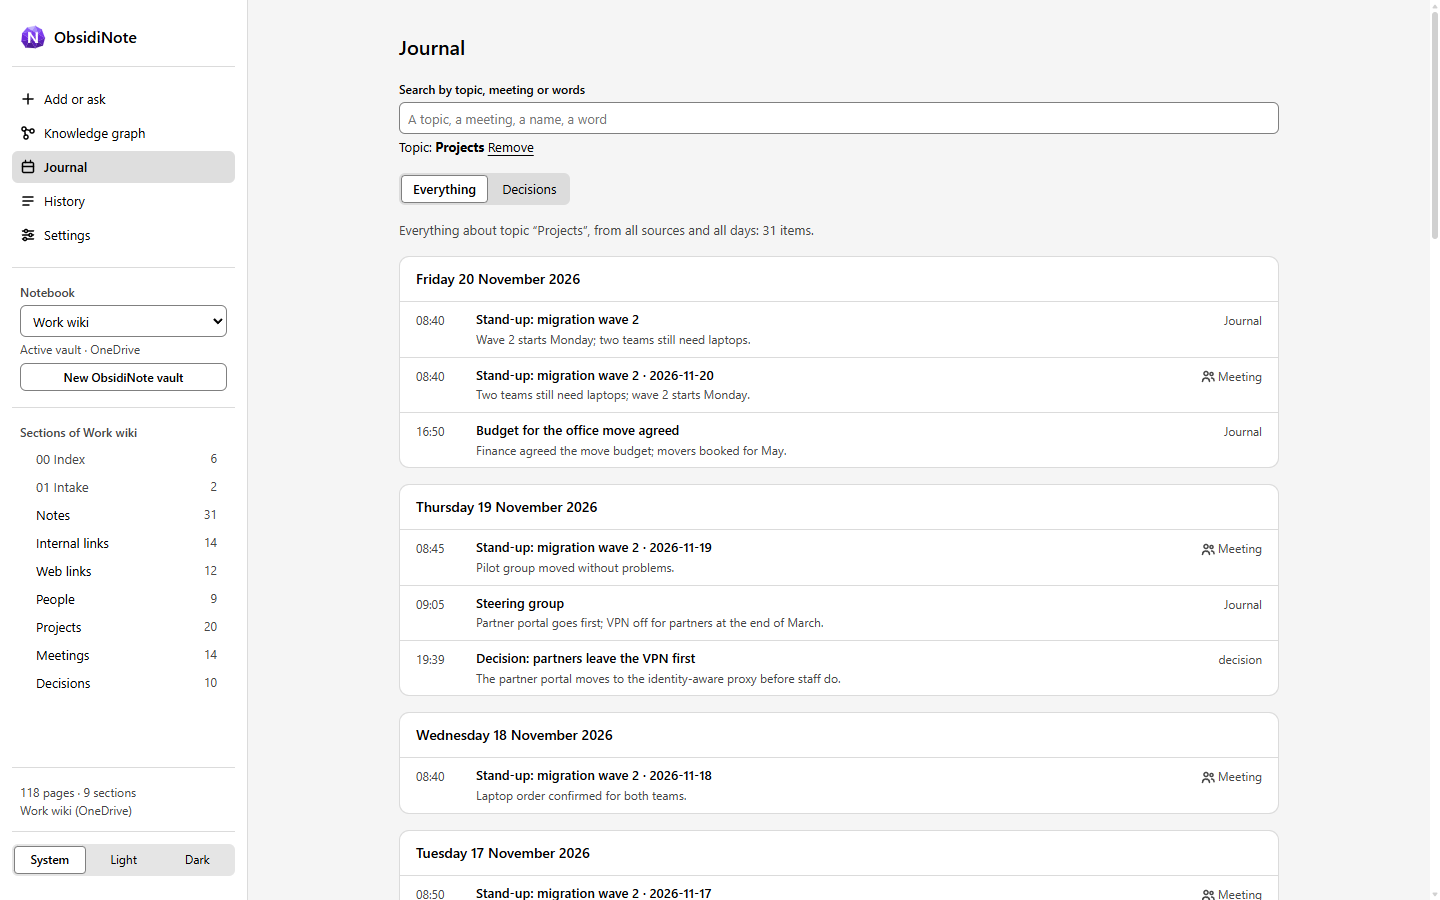 ObsidiNote
Add or ask
Knowledge graph
Journal
History
Settings
Notebook
Work wiki
Active vault · OneDrive
New ObsidiNote vault
Sections of Work wiki
00 Index 6
01 Intake 2
Notes 31
Internal links 14
Web links 12
People 9
Projects 20
Meetings 14
Decisions 10
118 pages · 9 sections
Work wiki (OneDrive)
System Light Dark
Journal
Search by topic, meeting or words
A topic, a meeting, a name, a word
Topic: Projects Remove
Everything Decisions
Everything about topic “Projects”, from all sources and all days: 31 items.
Friday 20 November 2026
08:40 Stand-up: migration wave 2 Journal
Wave 2 starts Monday; two teams still need laptops.
08:40 Stand-up: migration wave 2 · 2026-11-20 Meeting
Two teams still need laptops; wave 2 starts Monday.
16:50 Budget for the office move agreed Journal
Finance agreed the move budget; movers booked for May.
Thursday 19 November 2026
08:45 Stand-up: migration wave 2 · 2026-11-19 Meeting
Pilot group moved without problems.
09:05 Steering group Journal
Partner portal goes first; VPN off for partners at the end of March.
19:39 Decision: partners leave the VPN first decision
The partner portal moves to the identity-aware proxy before staff do.
Wednesday 18 November 2026
08:40 Stand-up: migration wave 2 · 2026-11-18 Meeting
Laptop order confirmed for both teams.
Tuesday 17 November 2026
08:50 Stand-up: migration wave 2 · 2026-11-17 Meeting